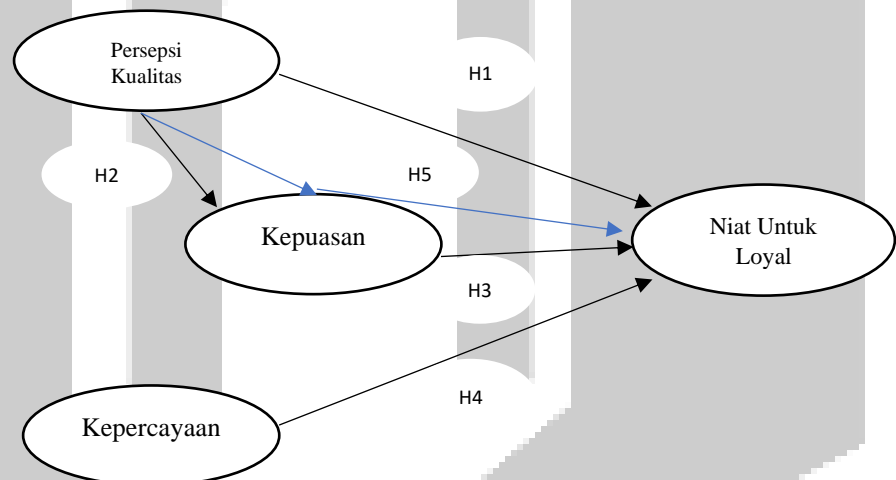 Persepsi
Kualitas
H1
H2
H5
Kepuasan
Niat Untuk
Loyal
H3
H4
Kepercayaan